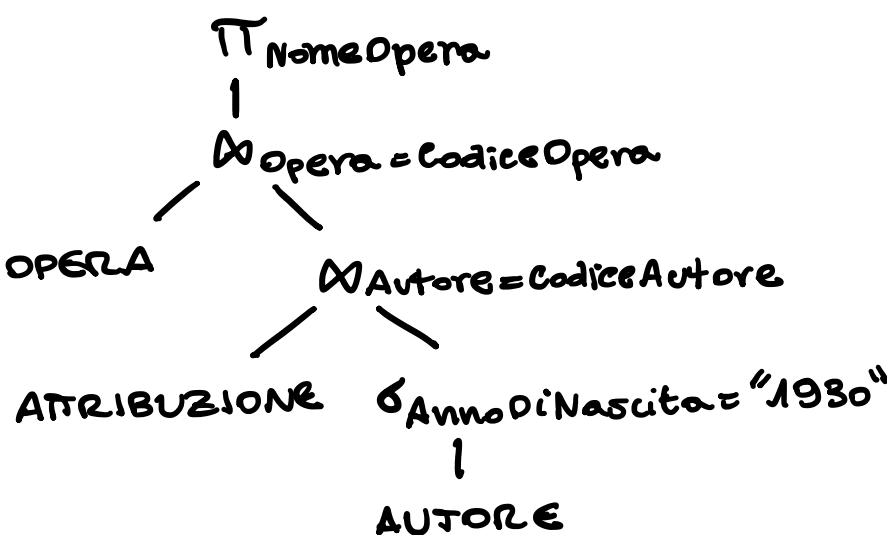 π NomeOpera
⋈ Opera = CodiceOpera
OPERA
⋈ Autore = CodiceAutore
ATTRIBUZIONE
σ AnnoDiNascita = "1930"
AUTORE